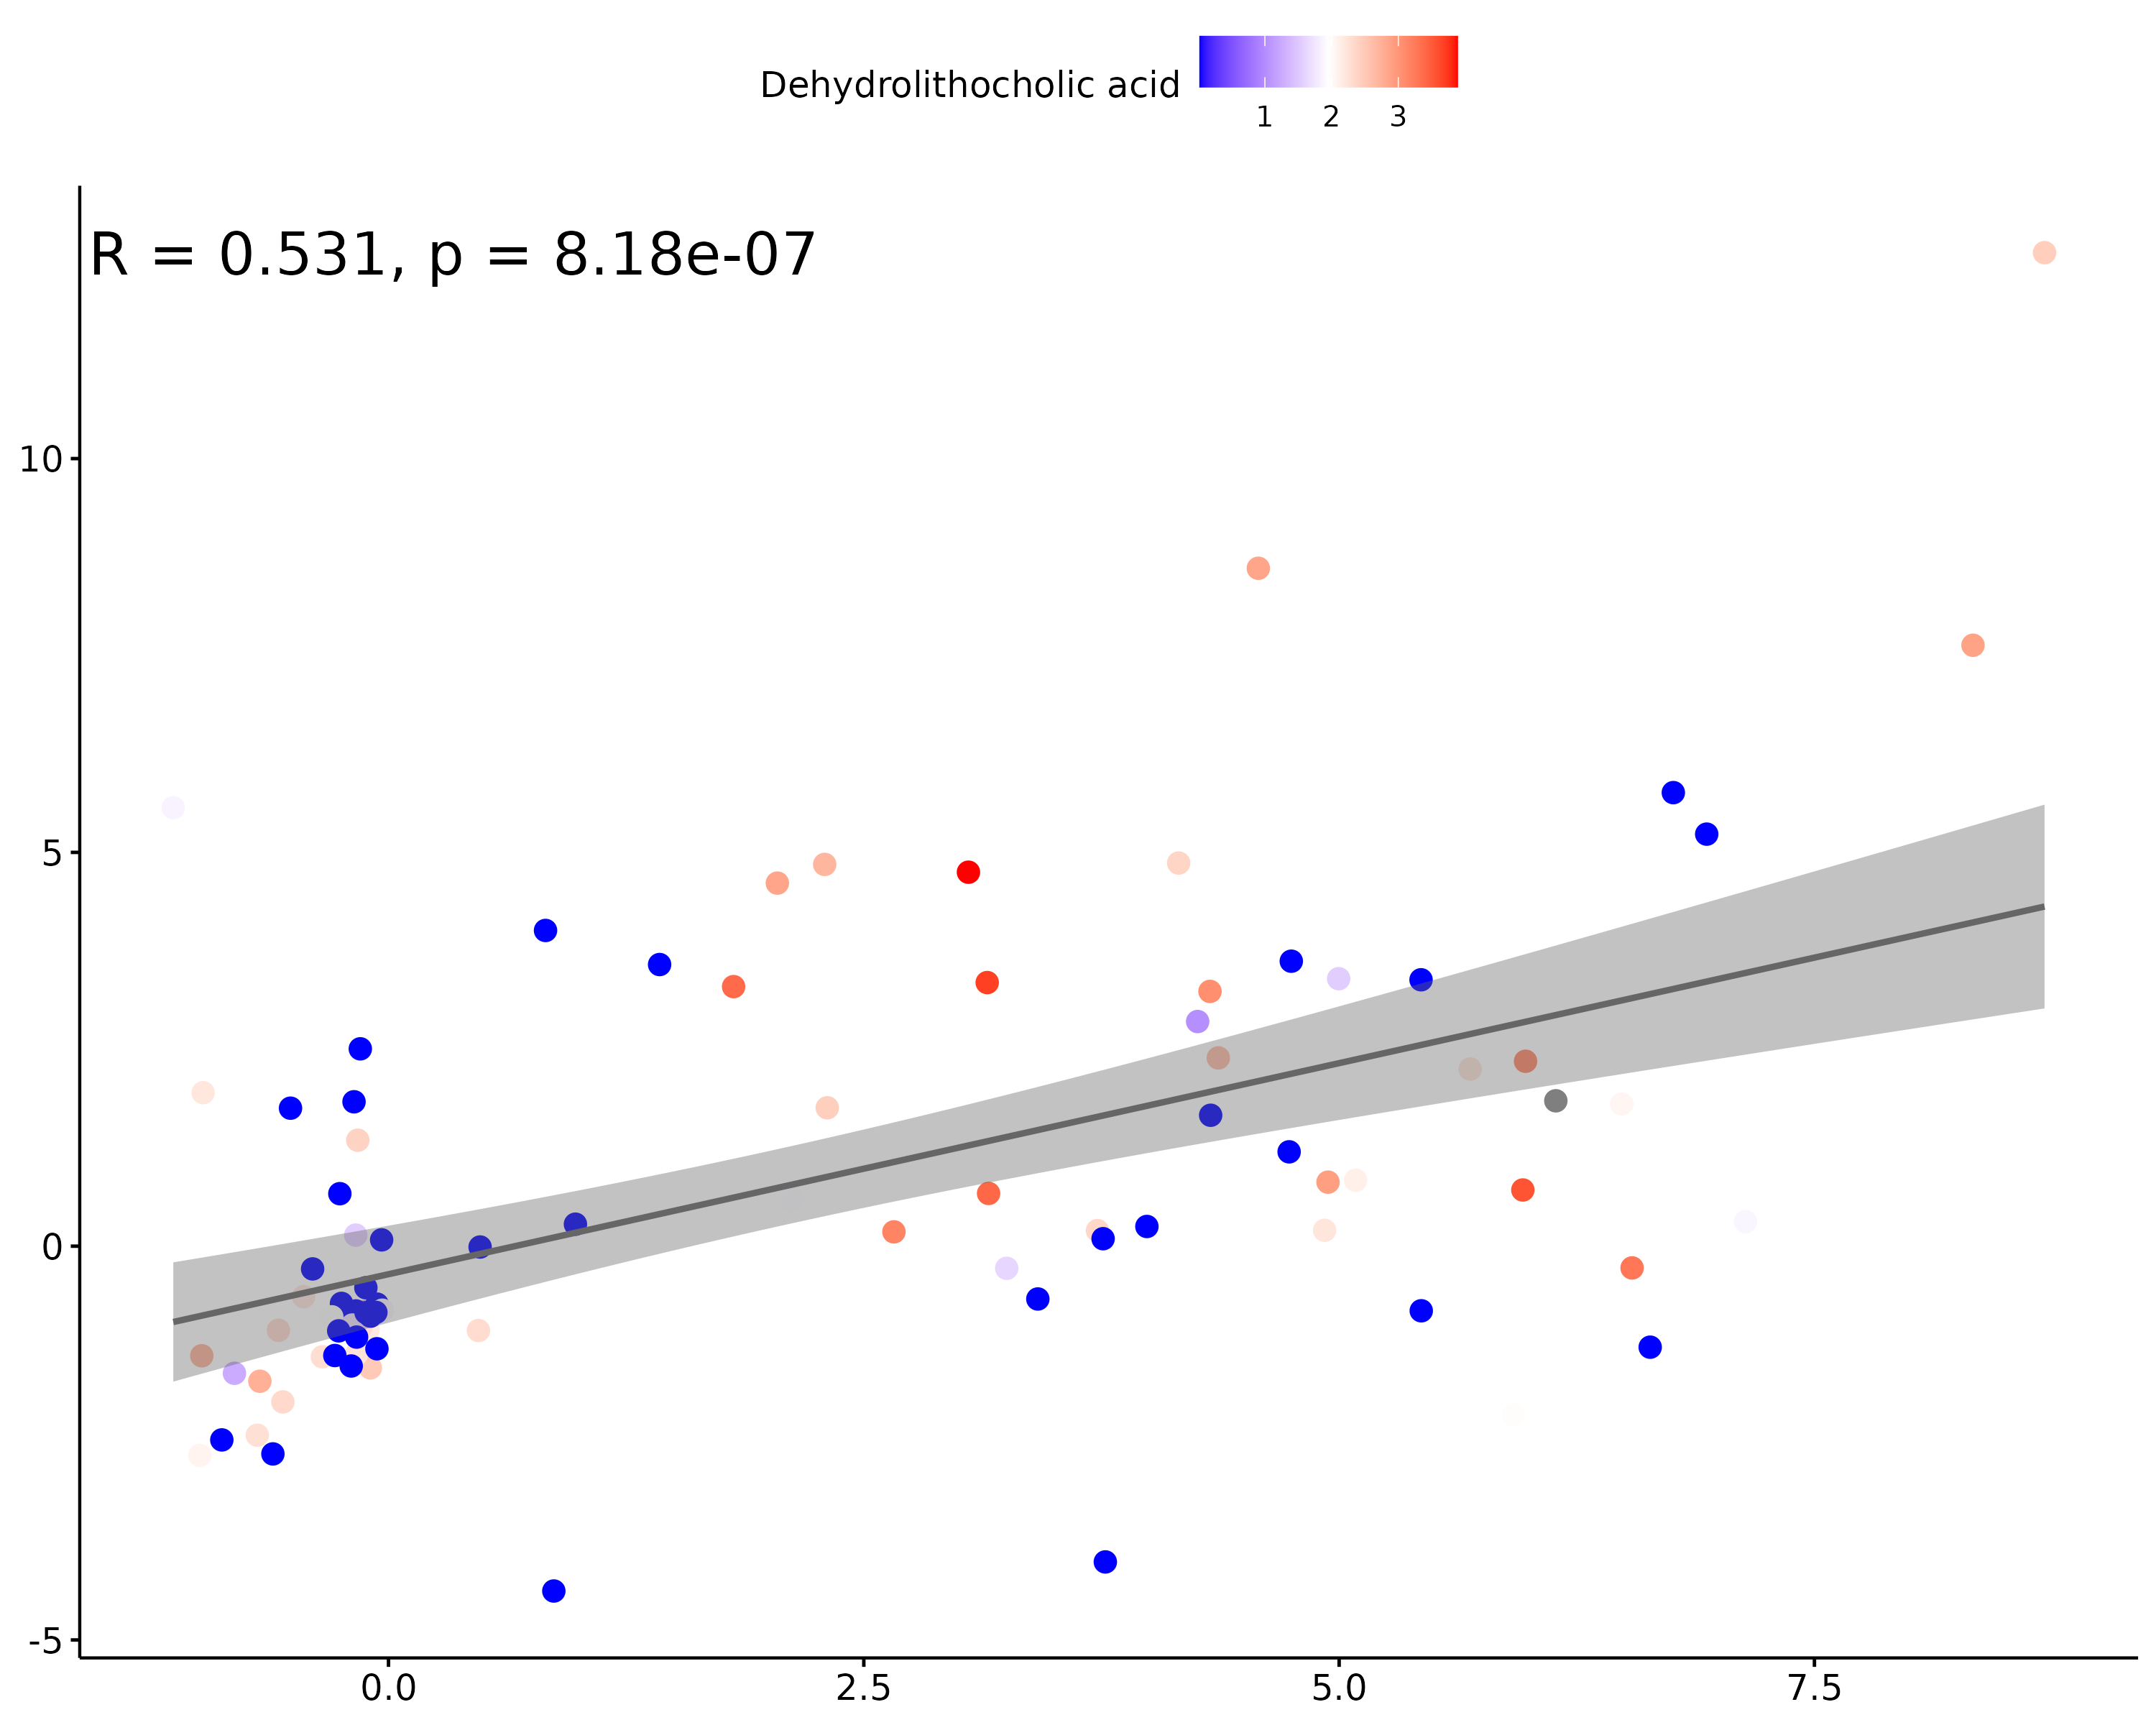 Dehydrolithocholic acid
1 2 3
R = 0.531, p = 8.18e-07
10
5
0
-5
0.0 2.5 5.0 7.5